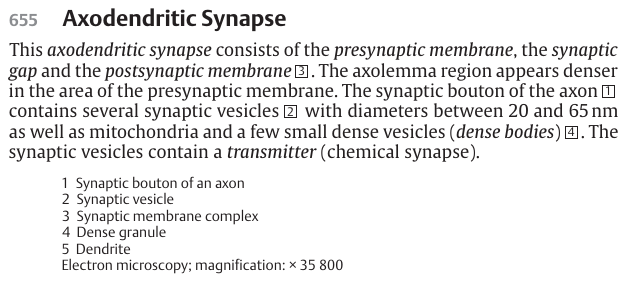 655 Axodendritic Synapse
This axodendritic synapse consists of the presynaptic membrane, the synaptic
gap and the postsynaptic membrane 3. The axolemma region appears denser
in the area of the presynaptic membrane. The synaptic bouton of the axon 1
contains several synaptic vesicles 2 with diameters between 20 and 65 nm
as well as mitochondria and a few small dense vesicles (dense bodies) 4. The
synaptic vesicles contain a transmitter (chemical synapse).
1 Synaptic bouton of an axon
2 Synaptic vesicle
3 Synaptic membrane complex
4 Dense granule
5 Dendrite
Electron microscopy; magnification: × 35 800